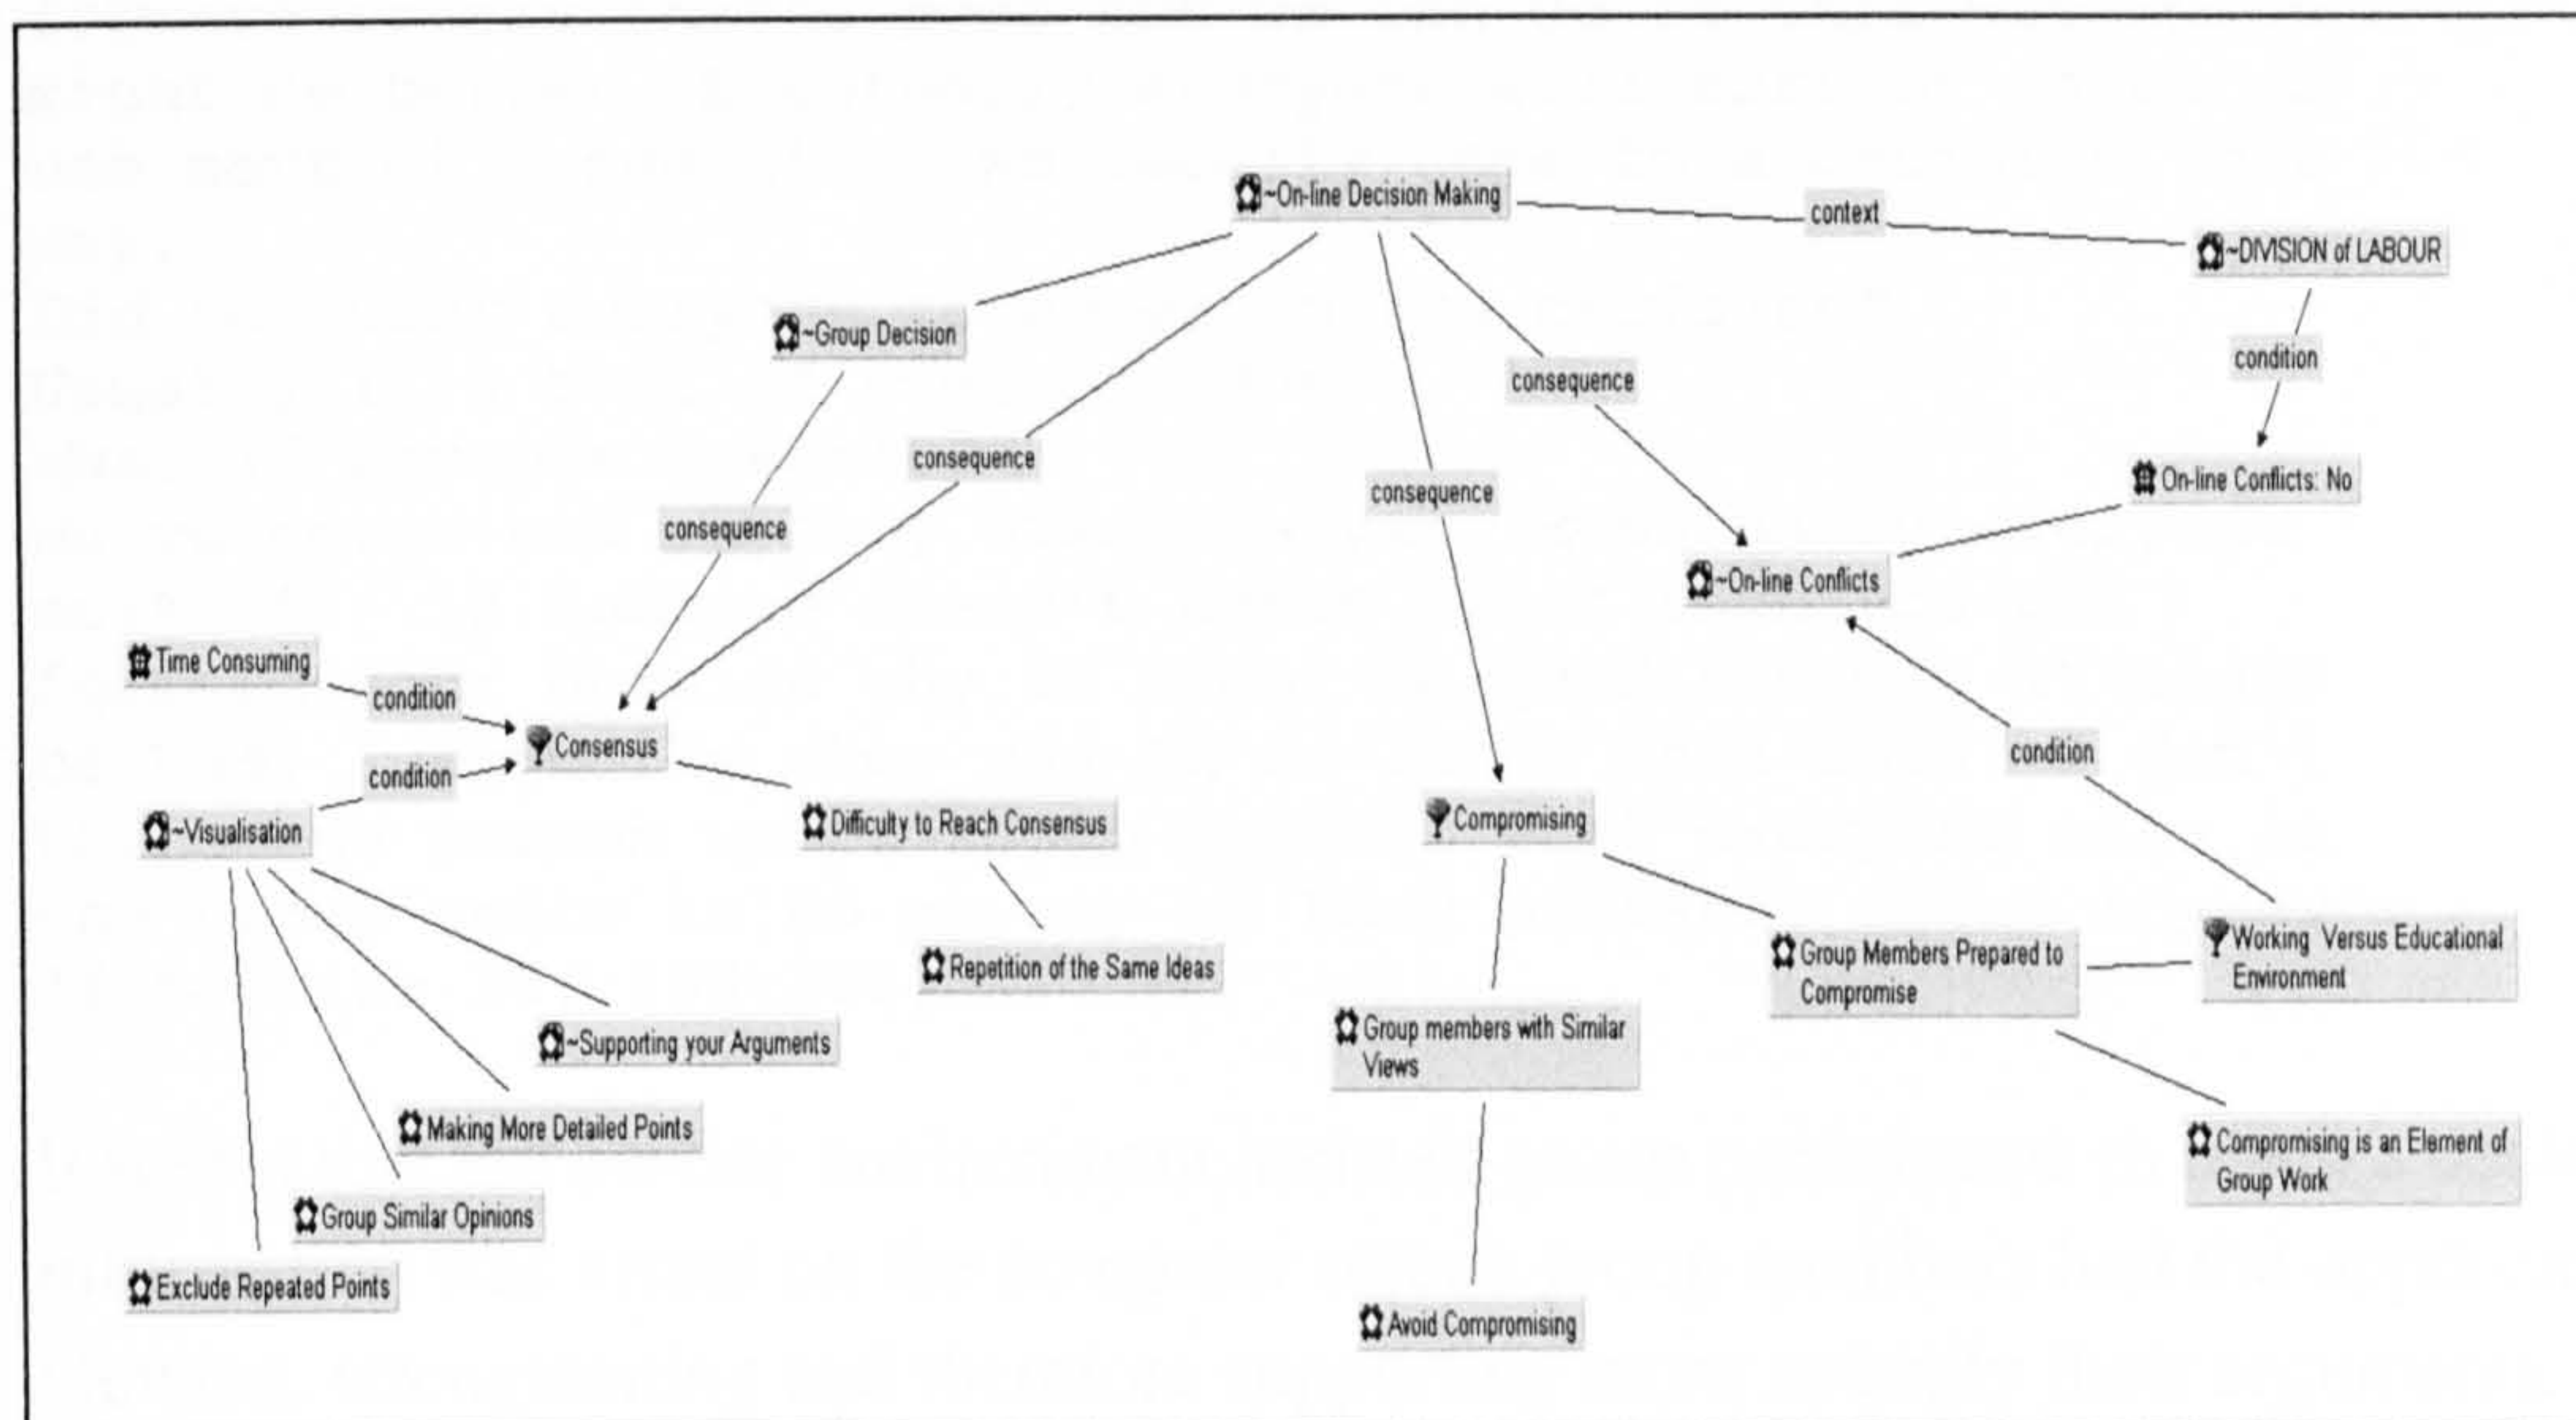 ~On-line Decision Making
context
~DIVISION of LABOUR
~Group Decision
condition
consequence
consequence
On-line Conflicts: No
consequence
consequence
~On-line Conflicts
Time Consuming
condition
Consensus
condition
condition
~Visualisation
Difficulty to Reach Consensus
Compromising
Repetition of the Same Ideas
Group Members Prepared to
Compromise
Working Versus Educational
Environment
~Supporting your Arguments
Group members with Similar
Views
Making More Detailed Points
Compromising is an Element of
Group Work
Group Similar Opinions
Exclude Repeated Points
Avoid Compromising